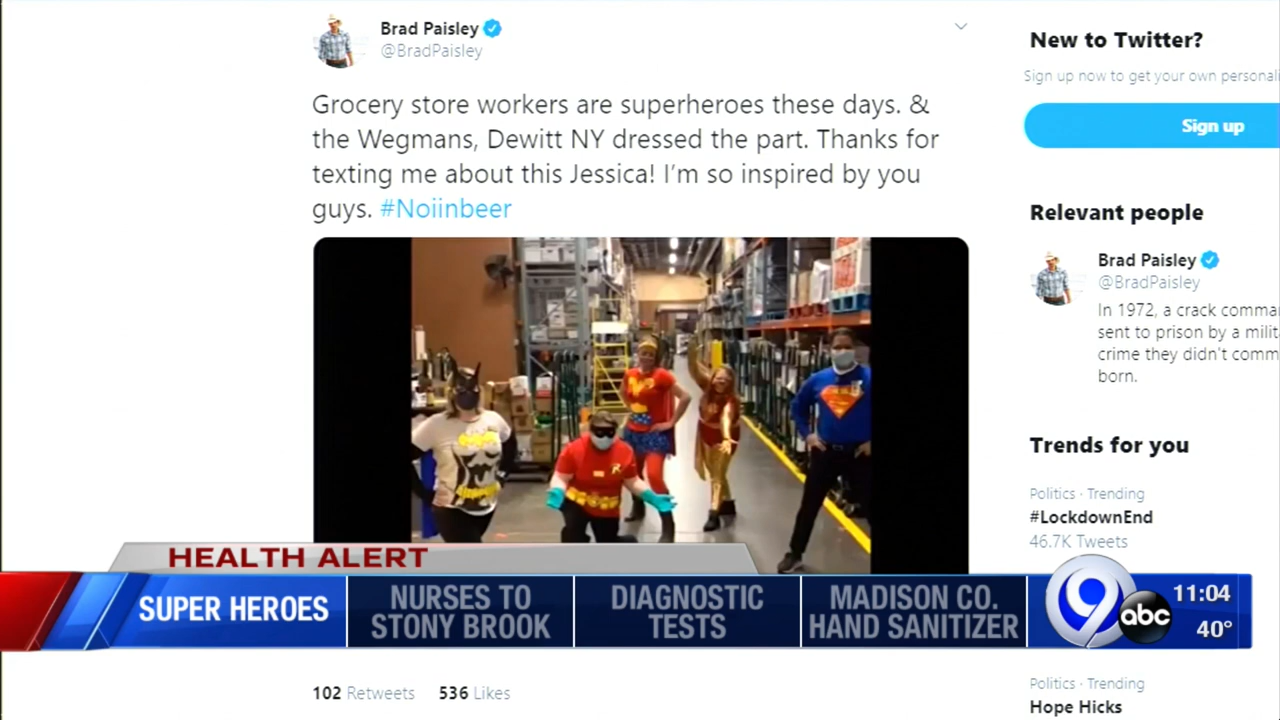 Brad Paisley
@BradPaisley
Grocery store workers are superheroes these days. &
the Wegmans, Dewitt NY dressed the part. Thanks for
texting me about this Jessica! I'm so inspired by you
guys. #Noiinbeer
102 Retweets 536 Likes
New to Twitter?
Sign up now to get your own personali
Sign up
Relevant people
Brad Paisley
@BradPaisley
In 1972, a crack comma
sent to prison by a milit
crime they didn't comm
born.
Trends for you
Politics · Trending
#LockdownEnd
46.7K Tweets
Politics · Trending
Hope Hicks
HEALTH ALERT
SUPER HEROES
NURSES TO
STONY BROOK
DIAGNOSTIC
TESTS
MADISON CO.
HAND SANITIZER
9
abc
11:04
40°
R